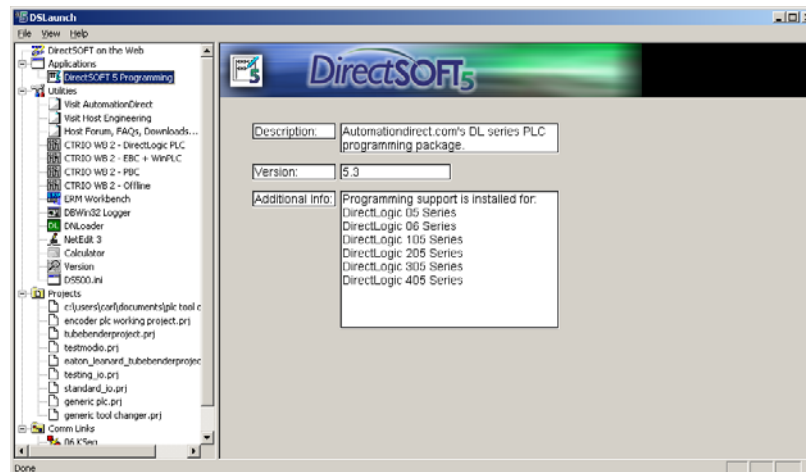 DSLaunch
File View Help
DirectSOFT on the Web
Applications
DirectSOFT 5 Programming
Utilities
Visit AutomationDirect
Visit Host Engineering
Host Forum, FAQs, Downloads...
CTRIO WB 2 - DirectLogic PLC
CTRIO WB 2 - EBC + WinPLC
CTRIO WB 2 - PBC
CTRIO WB 2 - Offline
ERM Workbench
DBWin32 Logger
DNLoader
NetEdit 3
Calculator
Version
DS500.ini
Projects
c:\users\carl\documents\plc tool c
encoder plc working project.prj
tubebenderproject.prj
testmodio.prj
eaton_leanard_tubebenderprojec
testing_io.prj
standard_io.prj
generic plc.prj
generic tool changer.prj
Comm Links
06 KSeq
DirectSOFT5
Description:
Automationdirect.com's DL series PLC
programming package.
Version:
5.3
Additional Info:
Programming support is installed for:
DirectLogic 05 Series
DirectLogic 06 Series
DirectLogic 105 Series
DirectLogic 205 Series
DirectLogic 305 Series
DirectLogic 405 Series
Done